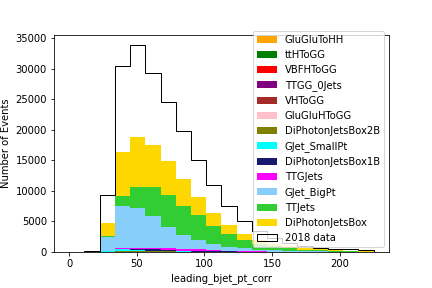 GluGluToHH
ttHToGG
VBFHToGG
TTGG_0Jets
VHToGG
GluGluHToGG
DiPhotonJetsBox2B
GJet_SmallPt
DiPhotonJetsBox1B
TTGJets
GJet_BigPt
TTJets
DiPhotonJetsBox
2018 data
Number of Events
35000
30000
25000
20000
15000
10000
5000
0
0 50 100 150 200
leading_bjet_pt_corr